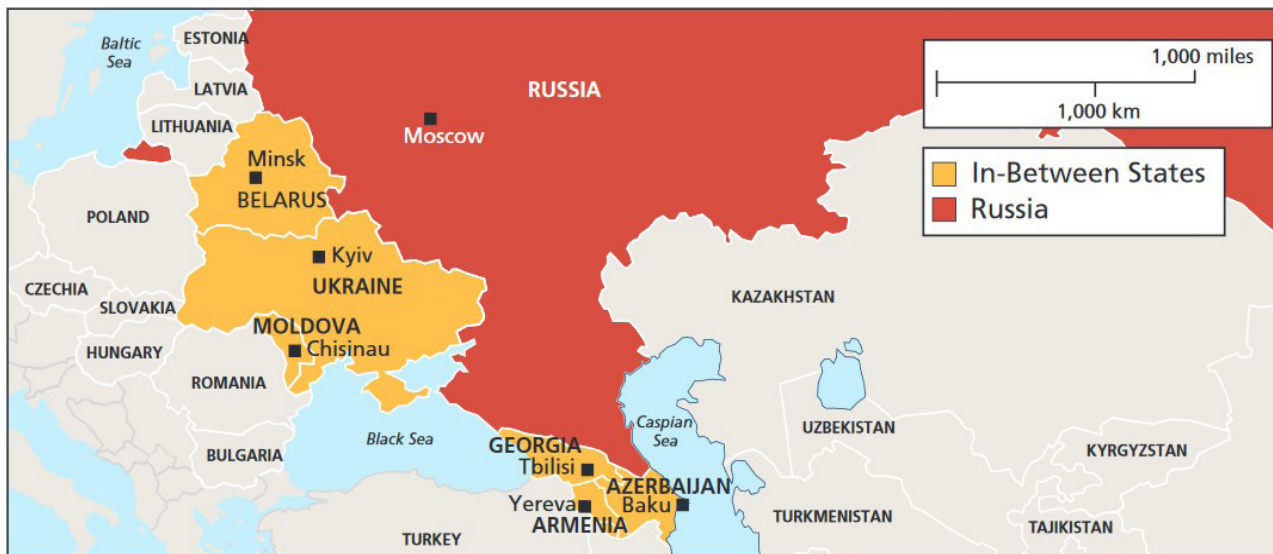 Baltic
Sea
ESTONIA
LATVIA
LITHUANIA
RUSSIA
Moscow
1,000 miles
1,000 km
In-Between States
Russia
Minsk
BELARUS
POLAND
Kyiv
UKRAINE
CZECHIA
SLOVAKIA
HUNGARY
MOLDOVA
Chisinau
ROMANIA
BULGARIA
Black Sea
KAZAKHSTAN
Caspian
Sea
GEORGIA
Tbilisi
AZERBAIJAN
Baku
Yereva
ARMENIA
TURKEY
UZBEKISTAN
KYRGYZSTAN
TURKMENISTAN
TAJIKISTAN